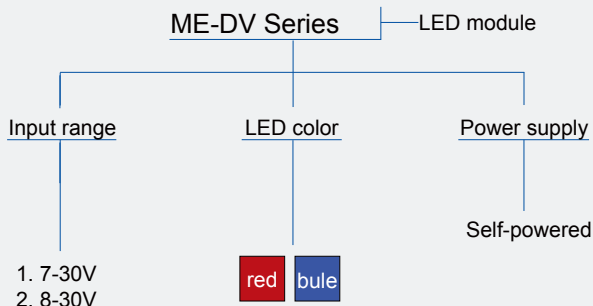 ME-DV Series
LED module
Input range
LED color
Power supply
Self-powered
1. 7-30V
2. 8-30V
red
bule